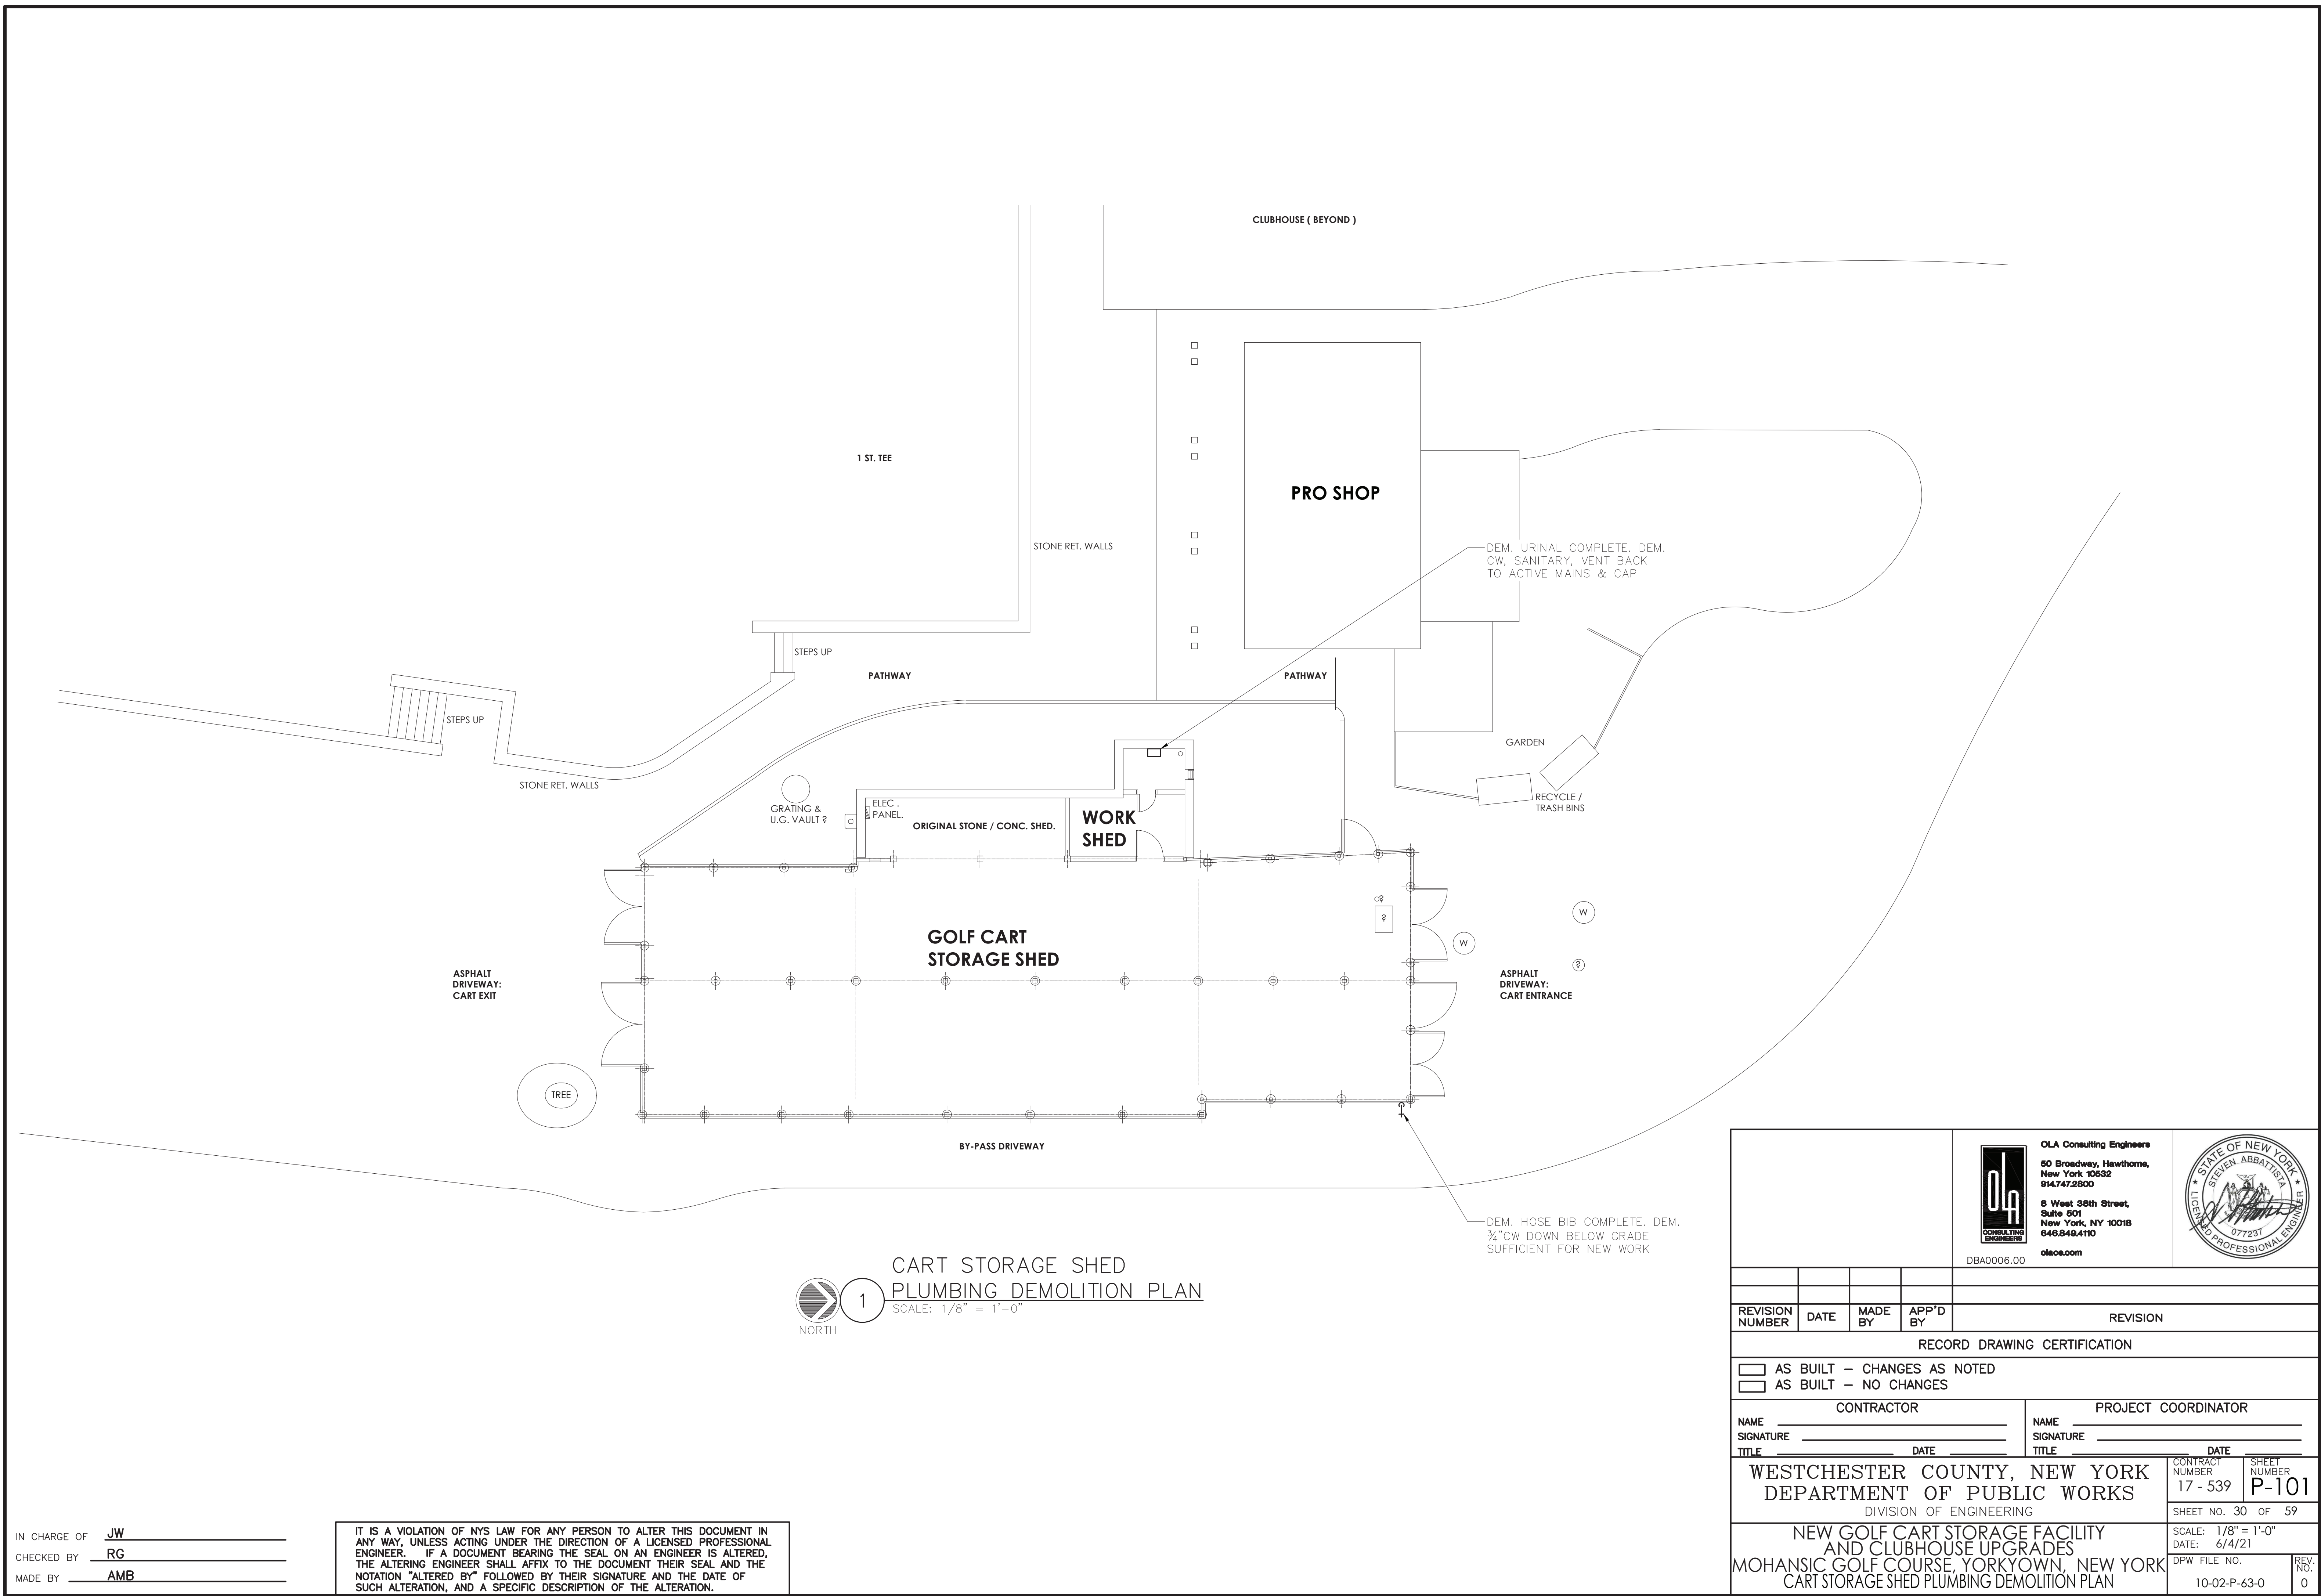 CLUBHOUSE ( BEYOND )
1 ST. TEE
PRO SHOP
STONE RET. WALLS
DEM. URINAL COMPLETE. DEM.
CW, SANITARY, VENT BACK
TO ACTIVE MAINS & CAP
STEPS UP
PATHWAY
PATHWAY
STEPS UP
GARDEN
STONE RET. WALLS
RECYCLE /
TRASH BINS
GRATING &
U.G. VAULT ?
ELEC .
PANEL.
ORIGINAL STONE / CONC. SHED.
WORK
SHED
?
?
W
W
?
GOLF CART
STORAGE SHED
ASPHALT
DRIVEWAY:
CART EXIT
ASPHALT
DRIVEWAY:
CART ENTRANCE
TREE
BY-PASS DRIVEWAY
DEM. HOSE BIB COMPLETE. DEM.
¾"CW DOWN BELOW GRADE
SUFFICIENT FOR NEW WORK
CART STORAGE SHED
1 PLUMBING DEMOLITION PLAN
SCALE: 1/8" = 1'-0"
NORTH
ola
CONSULTING
ENGINEERS
DBA0006.00
OLA Consulting Engineers
50 Broadway, Hawthorne,
New York 10532
914.747.2800
8 West 38th Street,
Suite 501
New York, NY 10018
646.849.4110
olace.com
STATE OF NEW YORK
STEVEN ABBATTISTA
077237
LICENSED PROFESSIONAL ENGINEER
REVISION
NUMBER
DATE
MADE
BY
APP'D
BY
REVISION
RECORD DRAWING CERTIFICATION
AS BUILT – CHANGES AS NOTED
AS BUILT – NO CHANGES
CONTRACTOR
NAME
SIGNATURE
TITLE DATE
PROJECT COORDINATOR
NAME
SIGNATURE
TITLE DATE
WESTCHESTER COUNTY, NEW YORK
DEPARTMENT OF PUBLIC WORKS
DIVISION OF ENGINEERING
CONTRACT
NUMBER
17 - 539
SHEET
NUMBER
P-101
SHEET NO. 30 OF 59
NEW GOLF CART STORAGE FACILITY
AND CLUBHOUSE UPGRADES
MOHANSIC GOLF COURSE, YORKYOWN, NEW YORK
CART STORAGE SHED PLUMBING DEMOLITION PLAN
SCALE: 1/8" = 1'-0"
DATE: 6/4/21
DPW FILE NO.
10-02-P-63-0
REV.
NO.
0
IN CHARGE OF JW
CHECKED BY RG
MADE BY AMB
IT IS A VIOLATION OF NYS LAW FOR ANY PERSON TO ALTER THIS DOCUMENT IN
ANY WAY, UNLESS ACTING UNDER THE DIRECTION OF A LICENSED PROFESSIONAL
ENGINEER. IF A DOCUMENT BEARING THE SEAL ON AN ENGINEER IS ALTERED,
THE ALTERING ENGINEER SHALL AFFIX TO THE DOCUMENT THEIR SEAL AND THE
NOTATION "ALTERED BY" FOLLOWED BY THEIR SIGNATURE AND THE DATE OF
SUCH ALTERATION, AND A SPECIFIC DESCRIPTION OF THE ALTERATION.